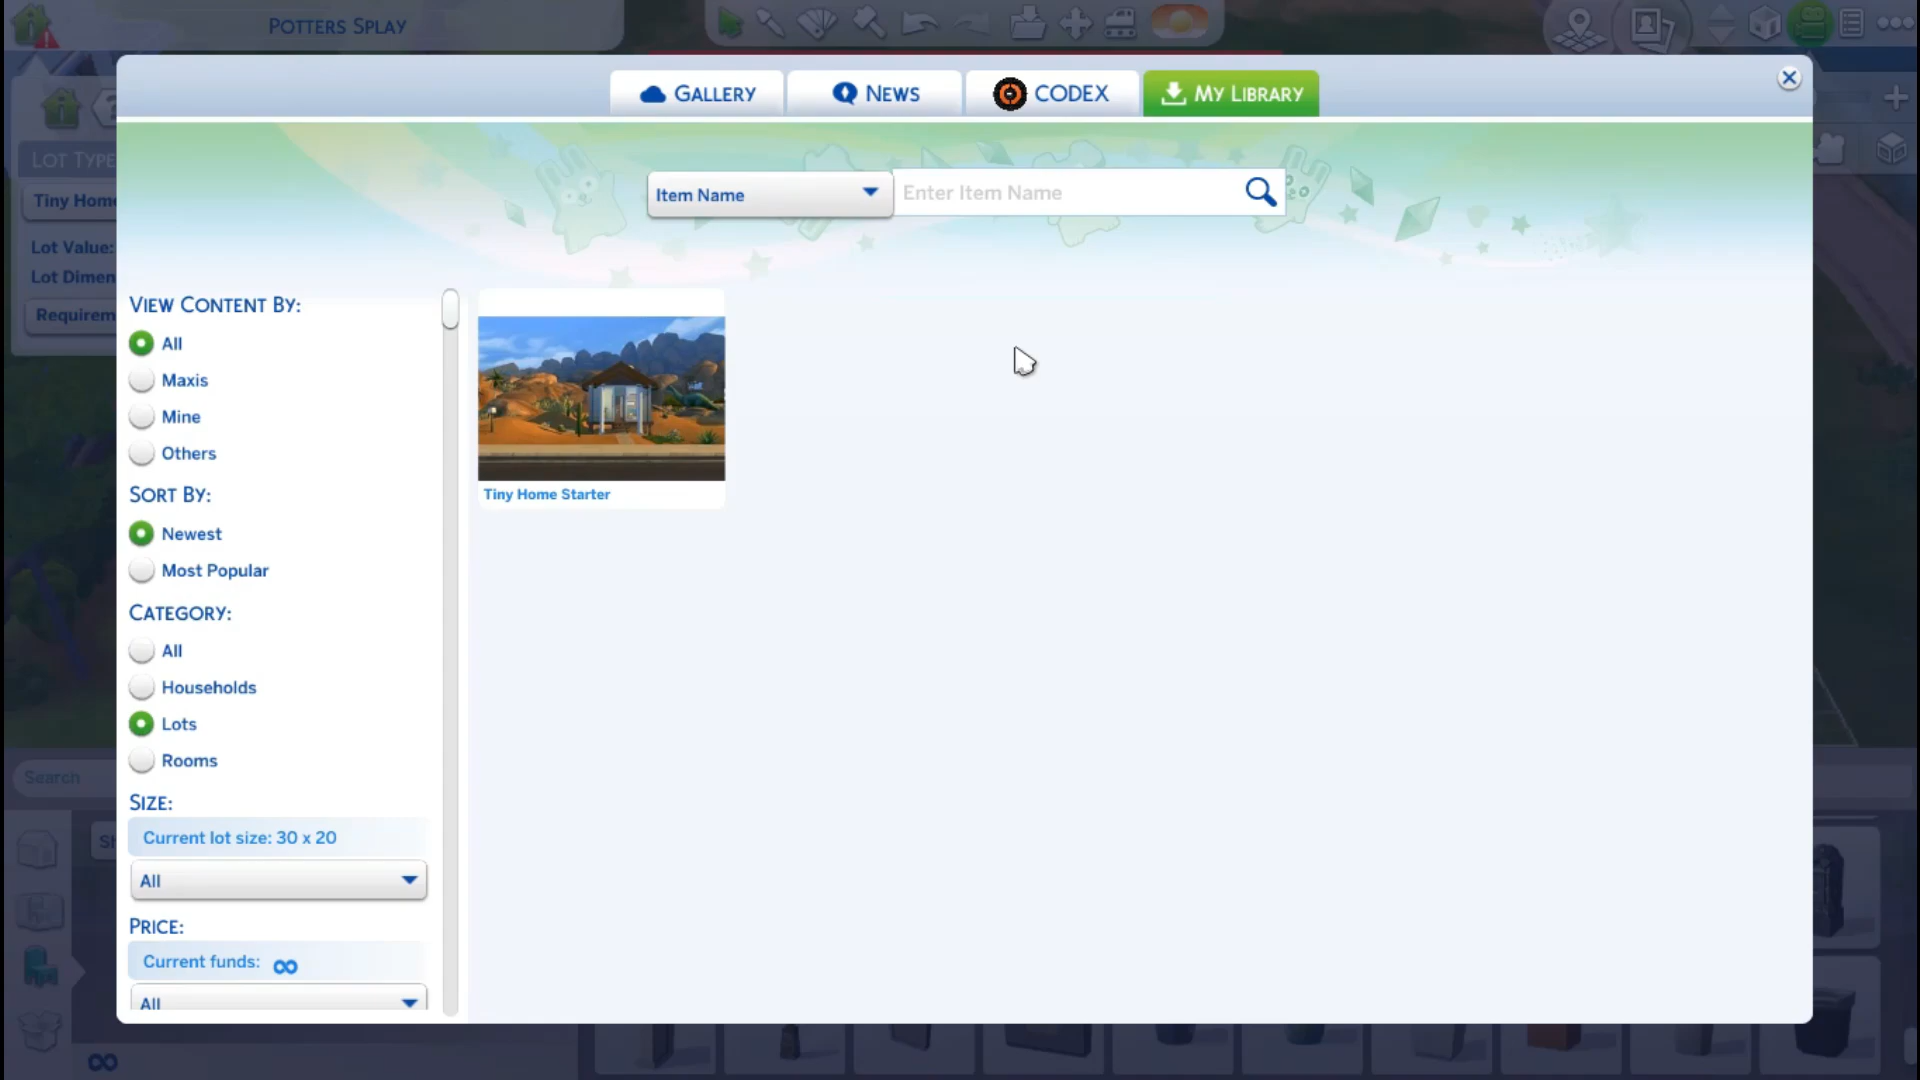 POTTERS SPLAY
GALLERY
NEWS
CODEX
MY LIBRARY
LOT TYPE
Tiny Home
Lot Value:
Lot Dimen
Requirem
Item Name
Enter Item Name
VIEW CONTENT BY:
All
Maxis
Mine
Others
SORT BY:
Newest
Most Popular
CATEGORY:
All
Households
Lots
Rooms
SIZE:
Current lot size: 30 x 20
All
PRICE:
Current funds: ∞
All
Tiny Home Starter
Search
∞